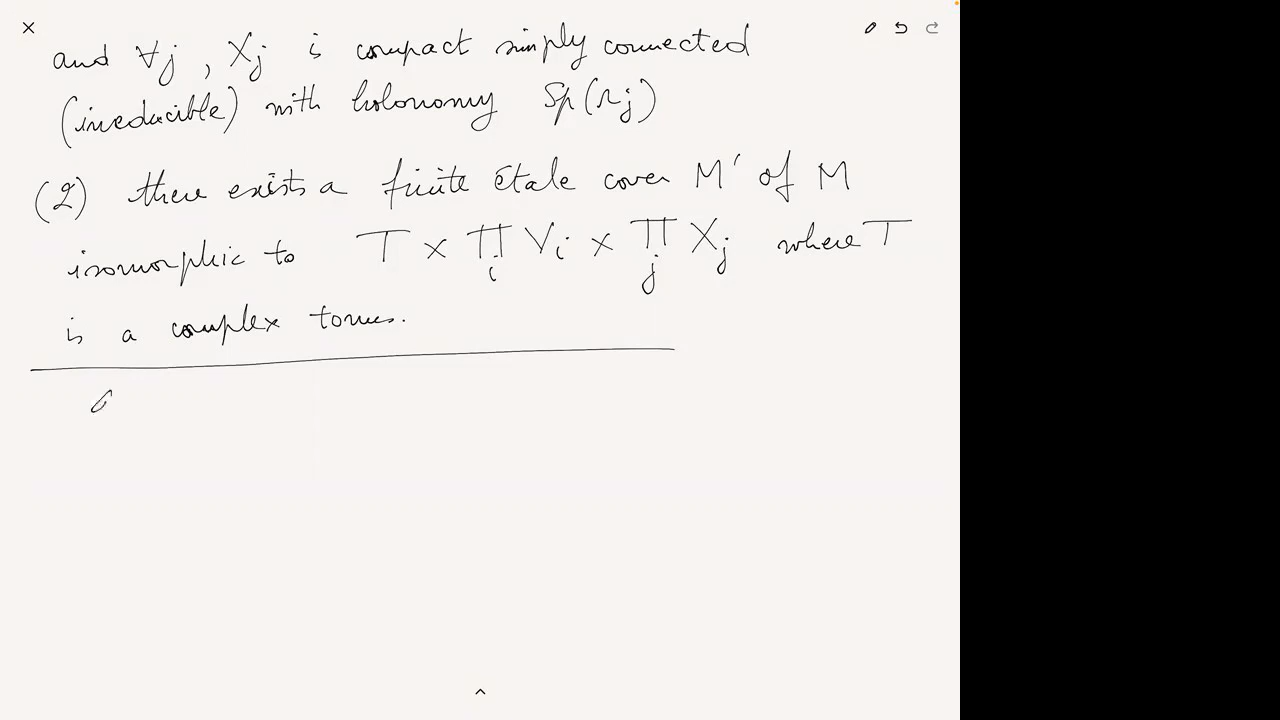 and ∀j, Xj is compact simply connected
(irreducible) with holonomy Sp(rj)
(2) there exists a finite étale cover M' of M
isomorphic to T × ∏i Vi × ∏j Xj where T
is a complex torus.